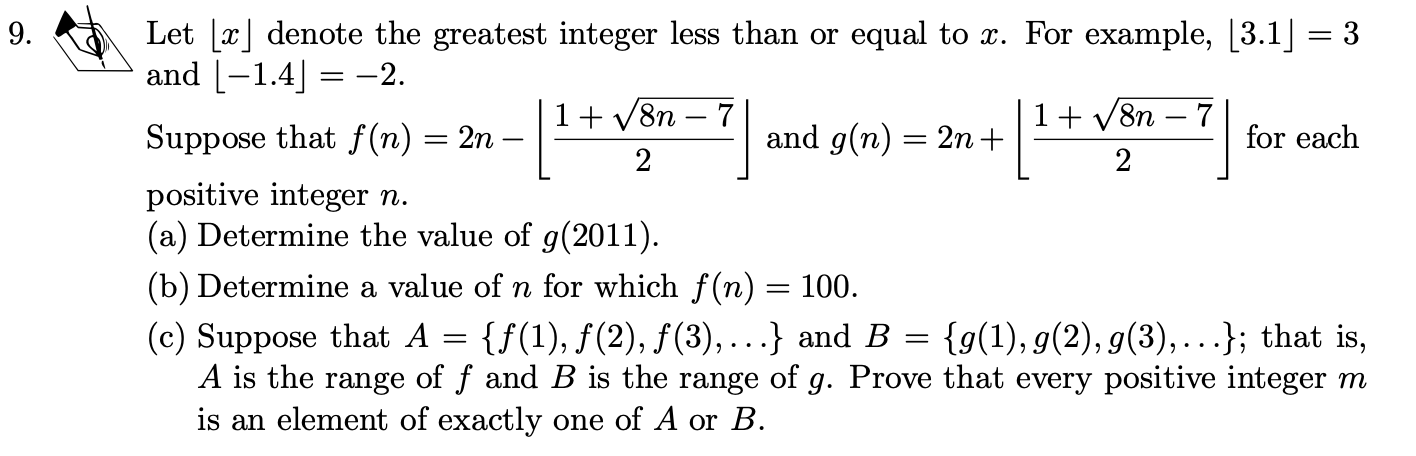 9. Let ⌊x⌋ denote the greatest integer less than or equal to x. For example, ⌊3.1⌋ = 3
and ⌊−1.4⌋ = −2.
Suppose that f(n) = 2n − ⌊(1 + √(8n − 7))/2⌋ and g(n) = 2n + ⌊(1 + √(8n − 7))/2⌋ for each
positive integer n.
(a) Determine the value of g(2011).
(b) Determine a value of n for which f(n) = 100.
(c) Suppose that A = {f(1), f(2), f(3), . . .} and B = {g(1), g(2), g(3), . . .}; that is,
A is the range of f and B is the range of g. Prove that every positive integer m
is an element of exactly one of A or B.